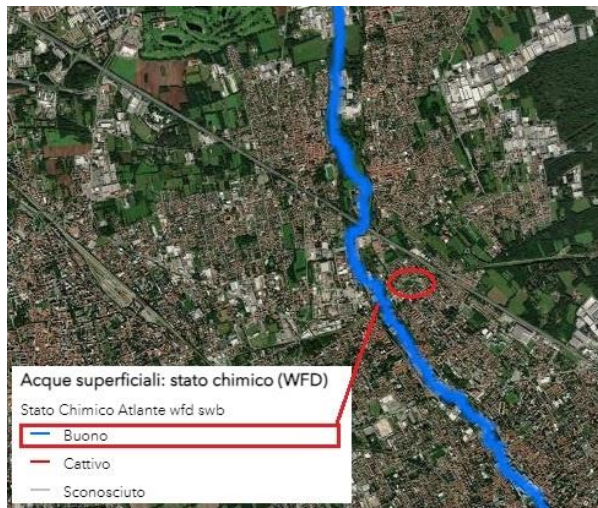 Acque superficiali: stato chimico (WFD)
Stato Chimico Atlante wfd swb
Buono
Cattivo
Sconosciuto